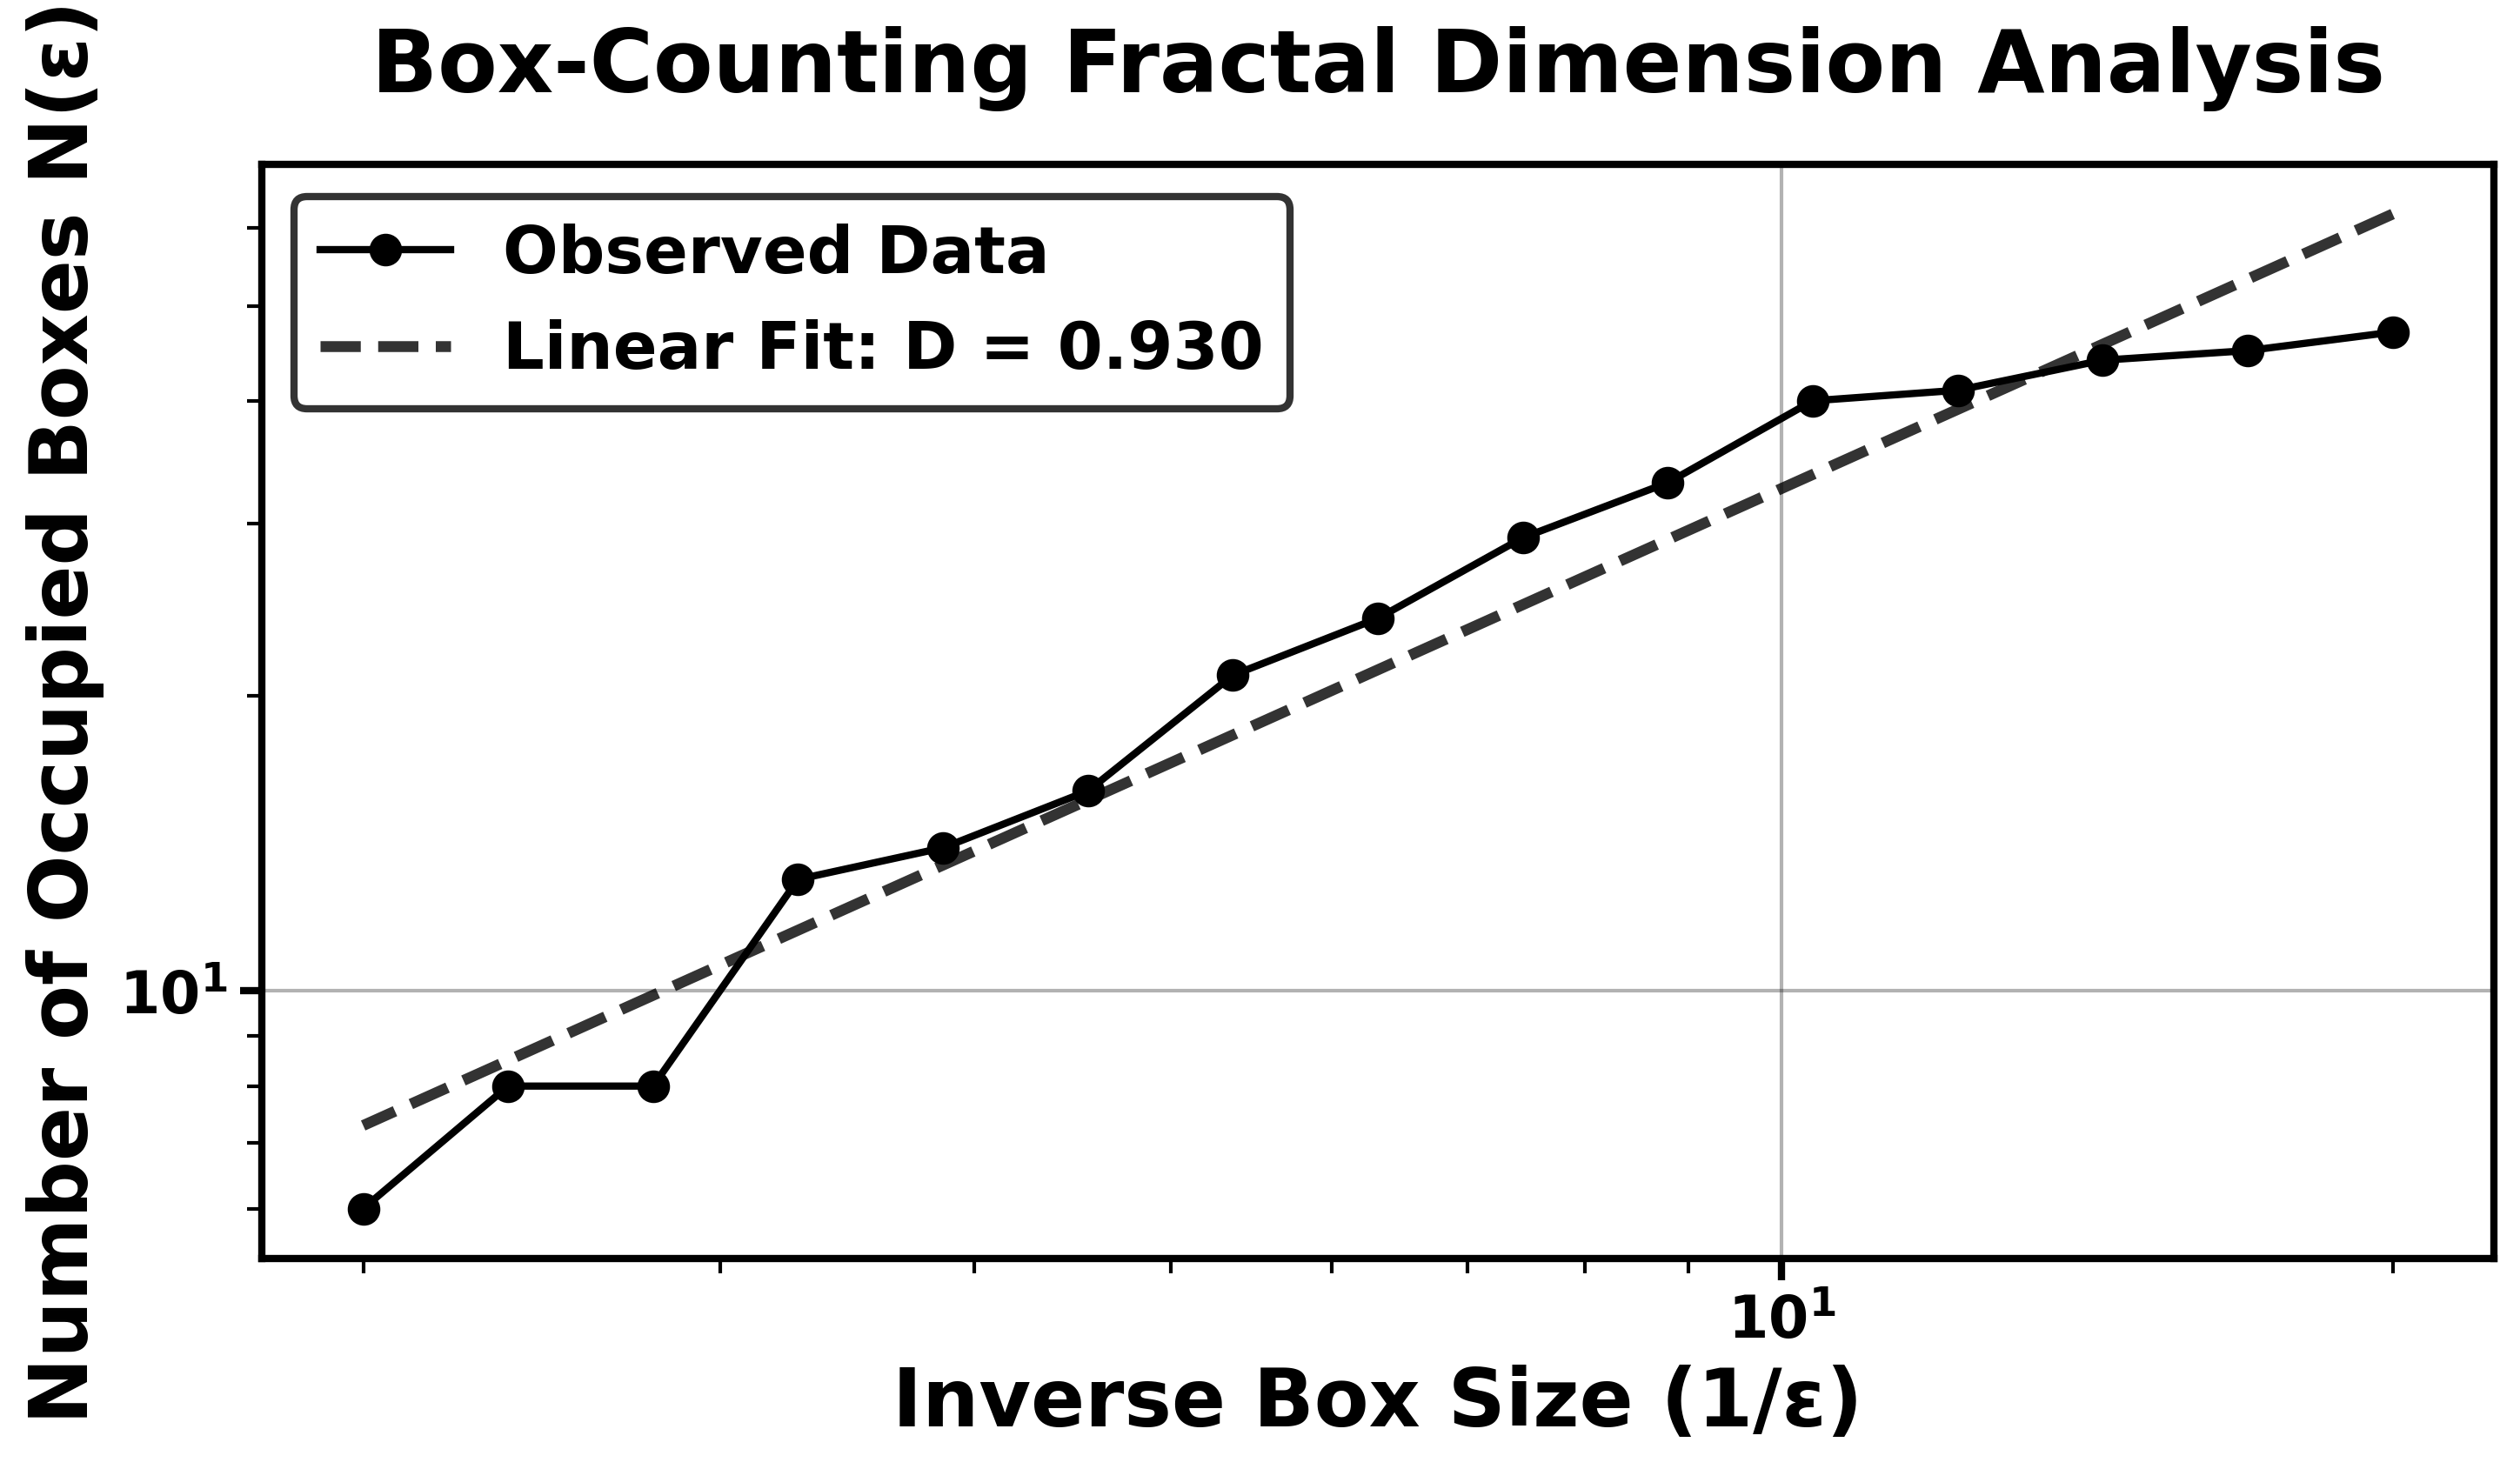 Box-Counting Fractal Dimension Analysis
Number of Occupied Boxes N(ε)
Observed Data
Linear Fit: D = 0.930
10¹
10¹
Inverse Box Size (1/ε)